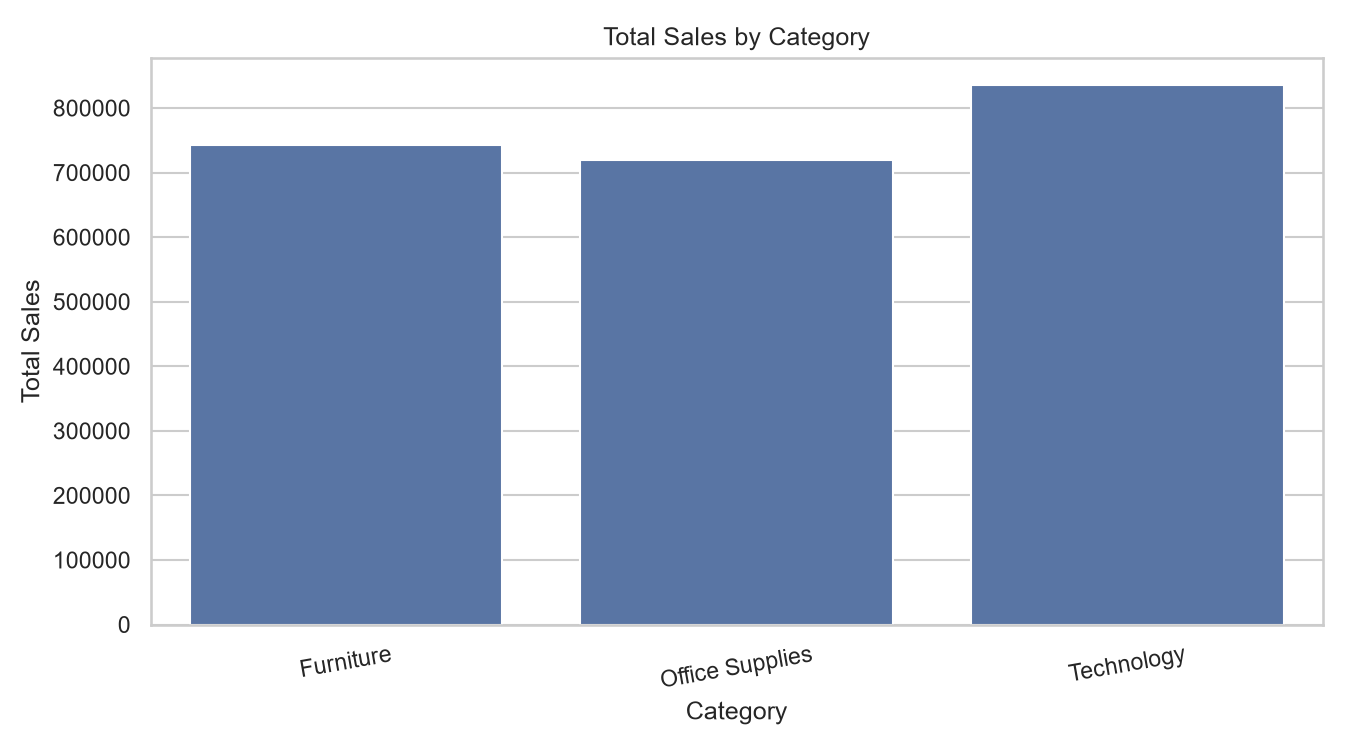 Total Sales by Category
Total Sales
800000
700000
600000
500000
400000
300000
200000
100000
0
Furniture
Office Supplies
Technology
Category